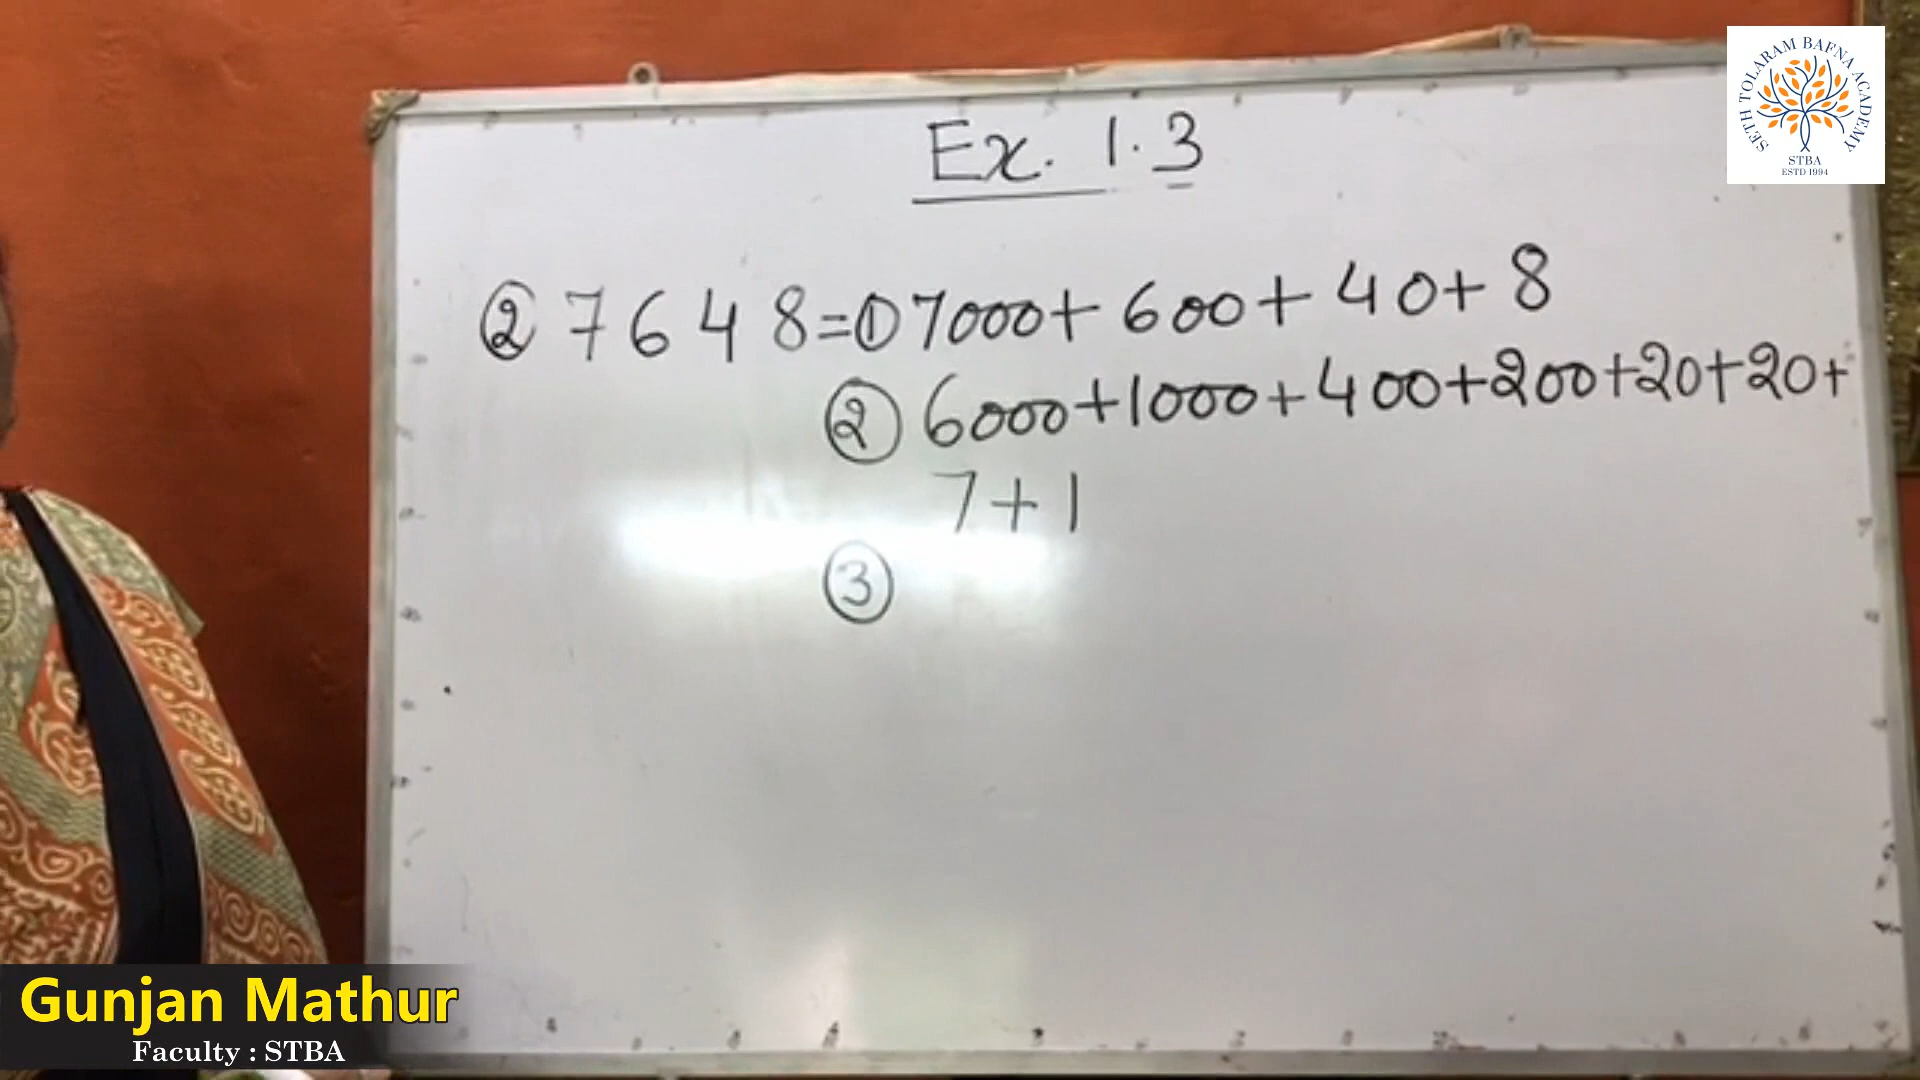 SETH TOLARAM BAFNA ACADEMY
STBA
ESTD 1994
Ex. 1.3
② 7648=① 7000+600+40+8
② 6000+1000+400+200+20+20+
7+1
③
Gunjan Mathur
Faculty : STBA